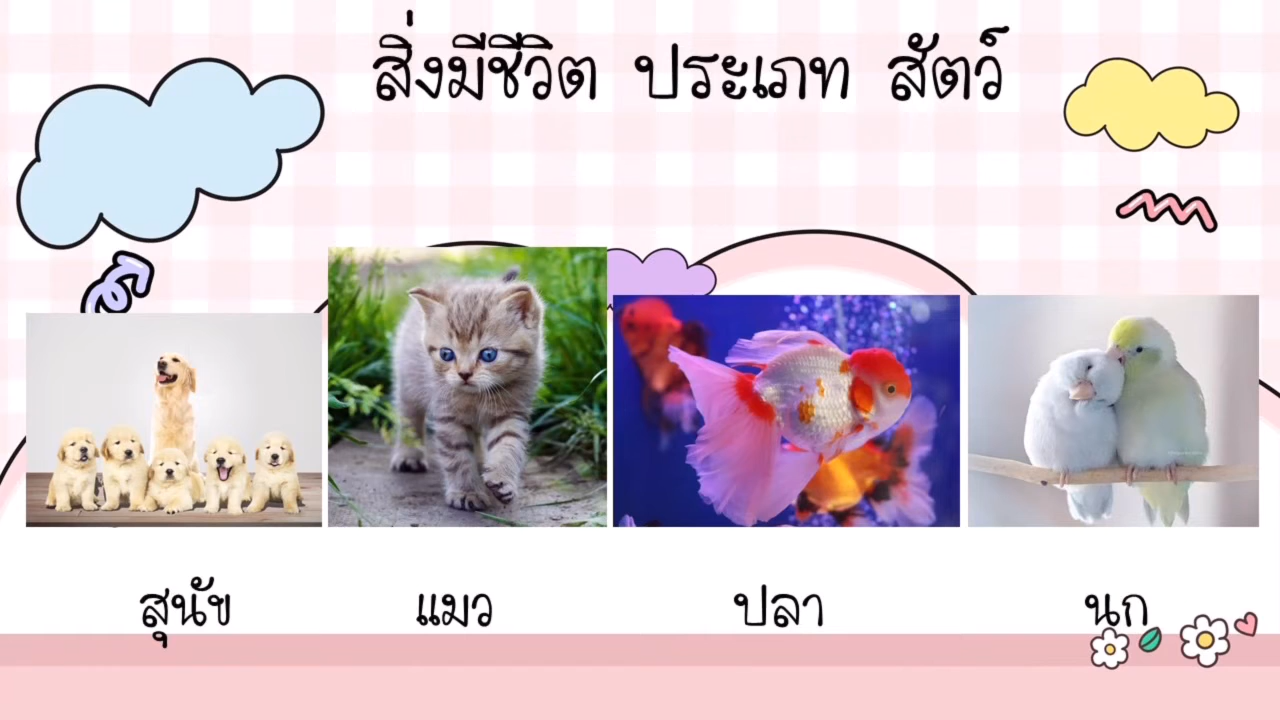 สิ่งมีชีวิต ประเภท สัตว์
สุนัข
แมว
ปลา
นก